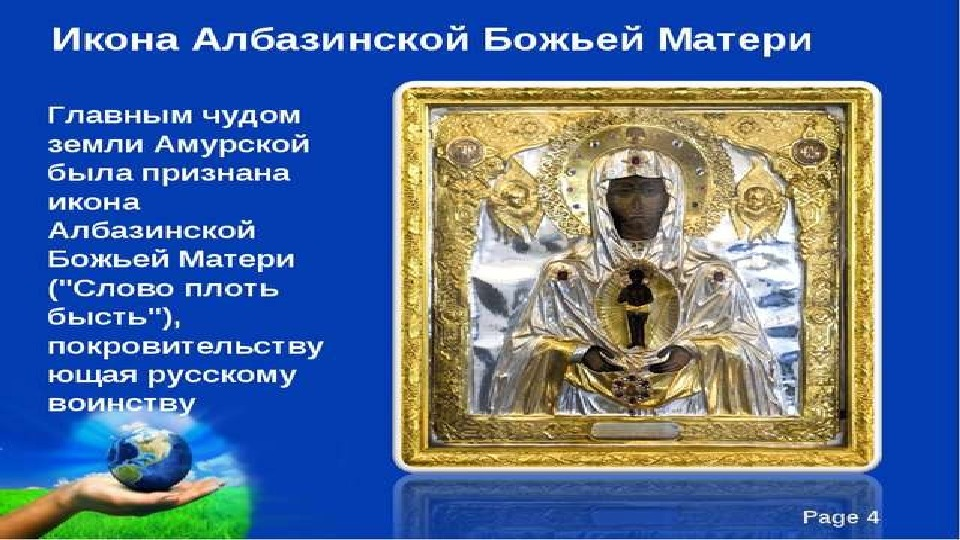 Икона Албазинской Божьей Матери
Главным чудом
земли Амурской
была признана
икона
Албазинской
Божьей Матери
("Слово плоть
бысть"),
покровительству
ющая русскому
воинству
Page 4